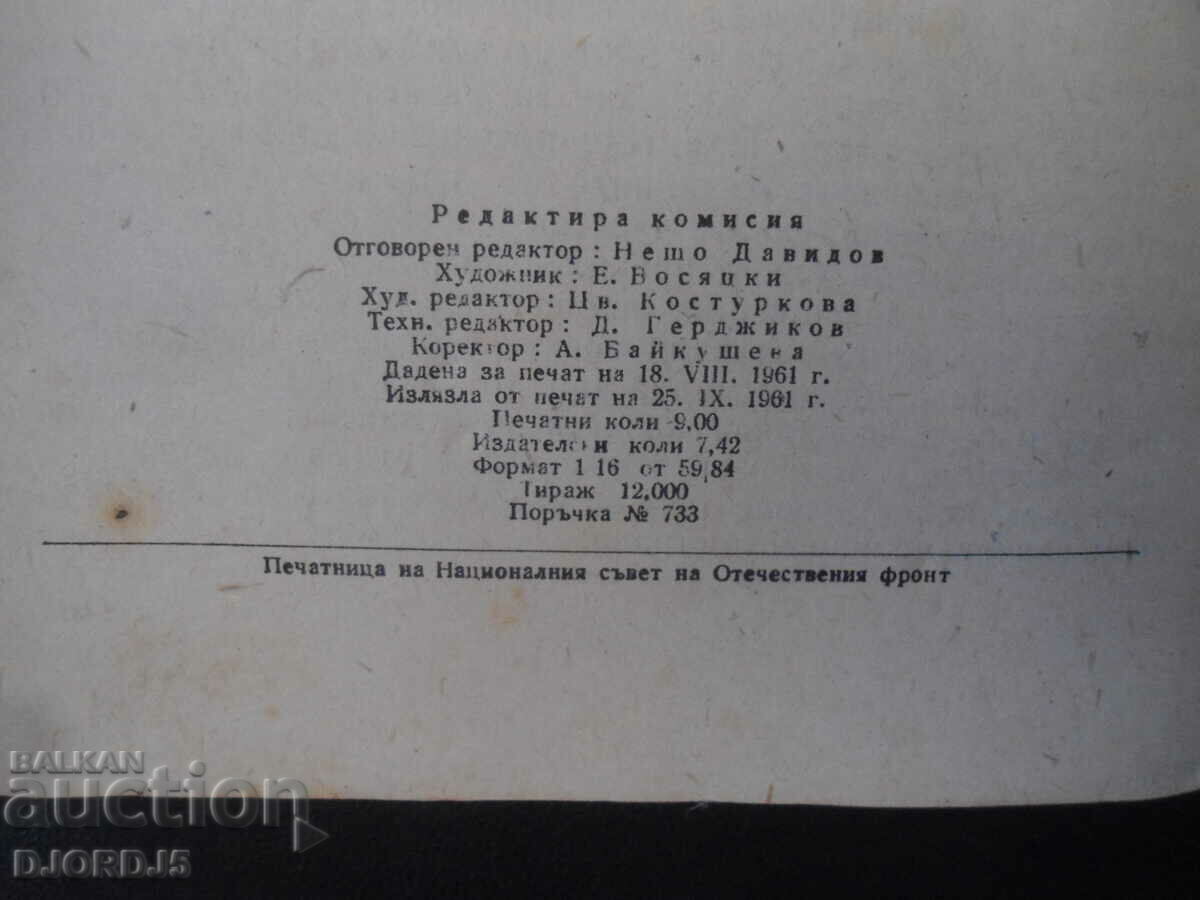 Редактира комисия
Отговорен редактор: Нешо Давидов
Художник: Е. Восяцки
Худ. редактор: Цв. Костуркова
Техн. редактор: Д. Герджиков
Коректор: А. Байкушева
Дадена за печат на 18. VIII. 1961 г.
Излязла от печат на 25. IX. 1961 г.
Печатни коли 9,00
Издателски коли 7,42
Формат 1 16 от 59/84
Тираж 12,000
Поръчка № 733
Печатница на Националния съвет на Отечествения фронт
BALKAN
auction
DJORDJ5